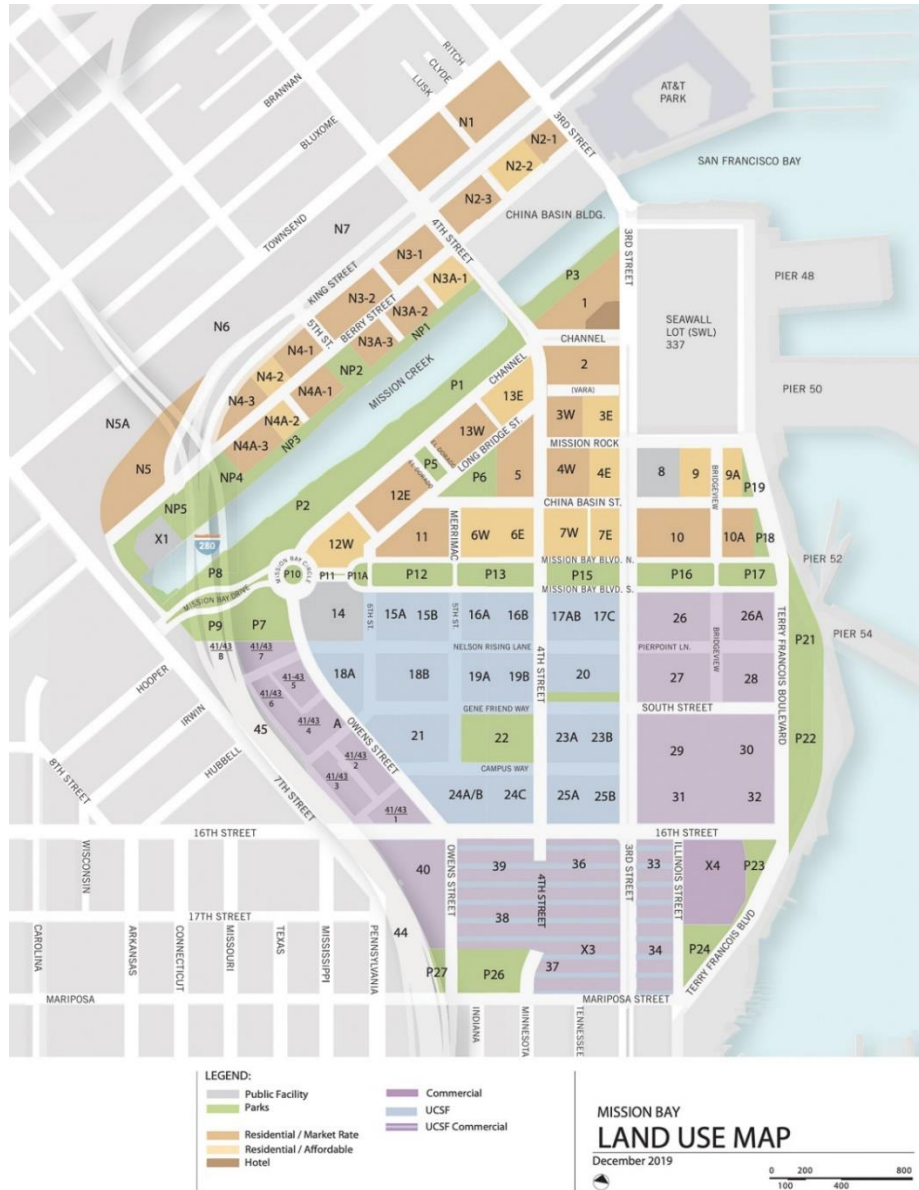 RITCH
CLYDE
LUSK
BRANNAN
BLUXOME
TOWNSEND
AT&T
PARK
3RD STREET
SAN FRANCISCO BAY
N1
N2-1
N2-2
N2-3
CHINA BASIN BLDG.
N7
4TH STREET
KING STREET
N3-1
N3A-1
3RD STREET
P3
PIER 48
N3-2
BERRY STREET
N3A-2
1
SEAWALL
LOT (SWL)
337
N6
5TH ST.
N3A-3
NP1
CHANNEL
N4-1
NP2
MISSION CREEK
CHANNEL
2
N4-2
N4A-1
P1
(VARA)
PIER 50
N4-3
13E
N5A
N4A-2
NP3
13W
LONG BRIDGE ST.
3W
3E
N4A-3
EL DORADO
EL DORADO
MISSION ROCK
N5
NP4
P5
P6
5
4W
4E
8
9
BRIDGEVIEW
9A
P19
NP5
P2
12E
CHINA BASIN ST.
X1
280
12W
11
MERRIMAC
6W
6E
7W
7E
10
10A
P18
MISSION BAY BLVD. N.
PIER 52
P8
MISSION BAY CIRCLE
P10
P11
P11A
P12
P13
P15
P16
P17
MISSION BAY BLVD. S.
MISSION BAY DRIVE
P9
P7
14
6TH ST.
15A
15B
5TH ST.
16A
16B
17AB
17C
26
26A
TERRY FRANCOIS BOULEVARD
P21
PIER 54
41/43
8
41/43
7
NELSON RISING LANE
4TH STREET
PIERPOINT LN.
BRIDGEVIEW
HOOPER
41-43
5
41/43
6
18A
18B
19A
19B
20
27
28
IRWIN
45
41/43
4
A
OWENS STREET
GENE FRIEND WAY
SOUTH STREET
HUBBELL
41/43
2
21
22
23A
23B
29
30
P22
8TH STREET
7TH STREET
41/43
3
CAMPUS WAY
41/43
1
24A/B
24C
25A
25B
31
32
16TH STREET
16TH STREET
WISCONSIN
40
OWENS STREET
39
4TH STREET
36
3RD STREET
33
ILLINOIS STREET
X4
P23
17TH STREET
CAROLINA
ARKANSAS
CONNECTICUT
MISSOURI
TEXAS
MISSISSIPPI
PENNSYLVANIA
44
38
X3
34
P24
TERRY FRANCOIS BLVD
P27
P26
37
MARIPOSA
MARIPOSA STREET
INDIANA
MINNESOTA
TENNESSEE
LEGEND:
Public Facility
Parks
Residential / Market Rate
Residential / Affordable
Hotel
Commercial
UCSF
UCSF Commercial
MISSION BAY
LAND USE MAP
December 2019
0 200 800
100 400